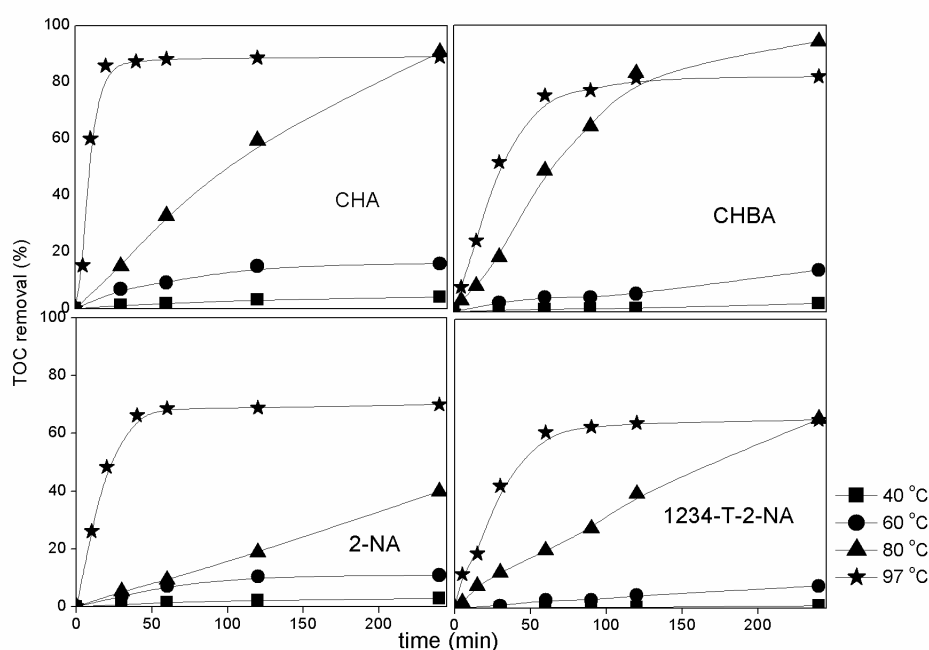 100
80
60
40
20
0
CHA
CHBA
TOC removal (%)
100
80
60
40
20
0
2-NA
1234-T-2-NA
0 50 100 150 200
0 50 100 150 200
time (min)
40 °C
60 °C
80 °C
97 °C